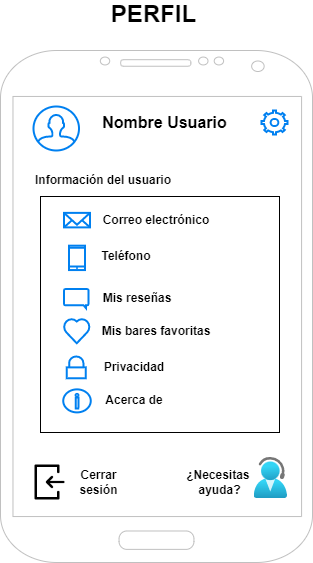 PERFIL
Nombre Usuario
Información del usuario
Correo electrónico
Teléfono
Mis reseñas
Mis bares favoritas
Privacidad
Acerca de
Cerrar
sesión
¿Necesitas
ayuda?